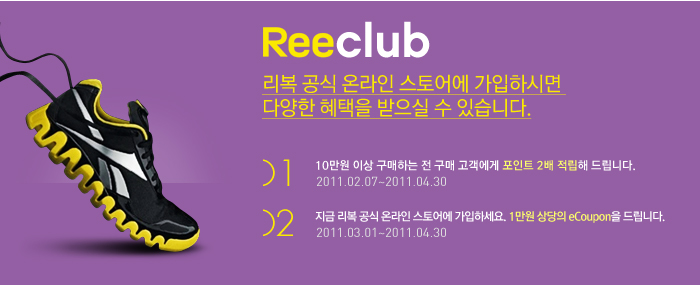 Reeclub
리복 공식 온라인 스토어에 가입하시면
다양한 혜택을 받으실 수 있습니다.
01 10만원 이상 구매하는 전 구매 고객에게 포인트 2배 적립해 드립니다.
2011.02.07~2011.04.30
02 지금 리복 공식 온라인 스토어에 가입하세요. 1만원 상당의 eCoupon을 드립니다.
2011.03.01~2011.04.30